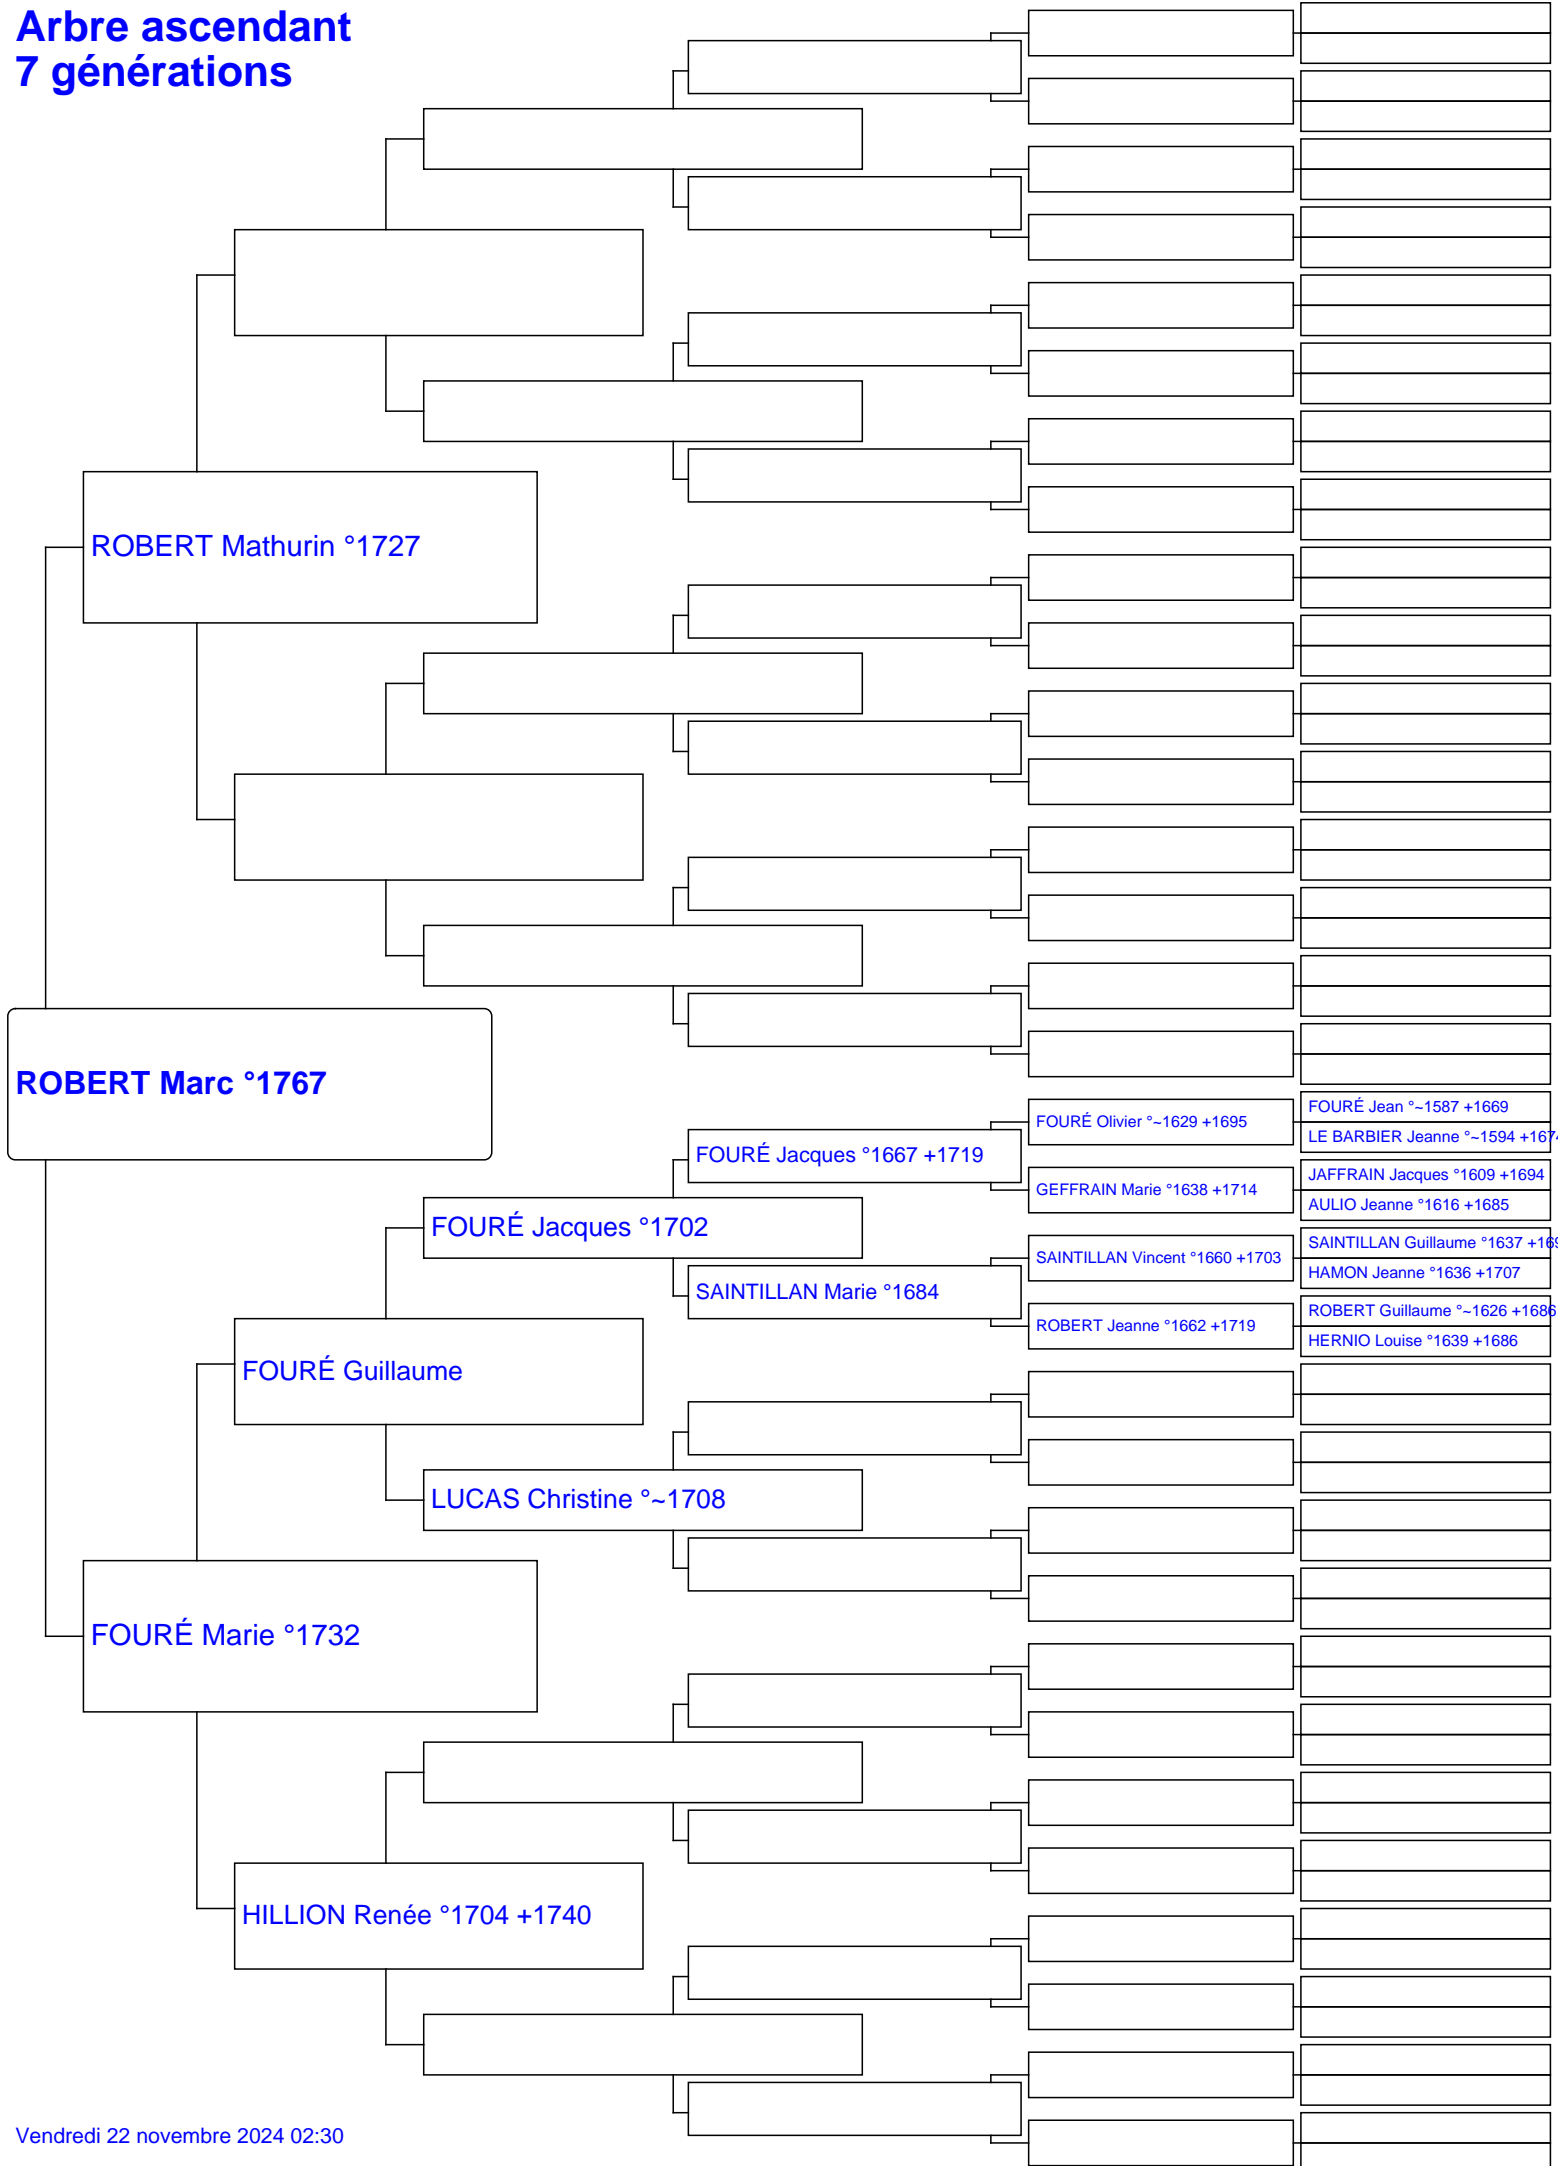 Arbre ascendant
7 générations
ROBERT Mathurin °1727
ROBERT Marc °1767
FOURÉ Jean °~1587 +1669
FOURÉ Olivier °~1629 +1695
LE BARBIER Jeanne °~1594 +1674
FOURÉ Jacques °1667 +1719
JAFFRAIN Jacques °1609 +1694
GEFFRAIN Marie °1638 +1714
AULIO Jeanne °1616 +1685
FOURÉ Jacques °1702
SAINTILLAN Guillaume °1637 +169
SAINTILLAN Vincent °1660 +1703
HAMON Jeanne °1636 +1707
SAINTILLAN Marie °1684
ROBERT Guillaume °~1626 +1686
ROBERT Jeanne °1662 +1719
HERNIO Louise °1639 +1686
FOURÉ Guillaume
LUCAS Christine °~1708
FOURÉ Marie °1732
HILLION Renée °1704 +1740
Vendredi 22 novembre 2024 02:30